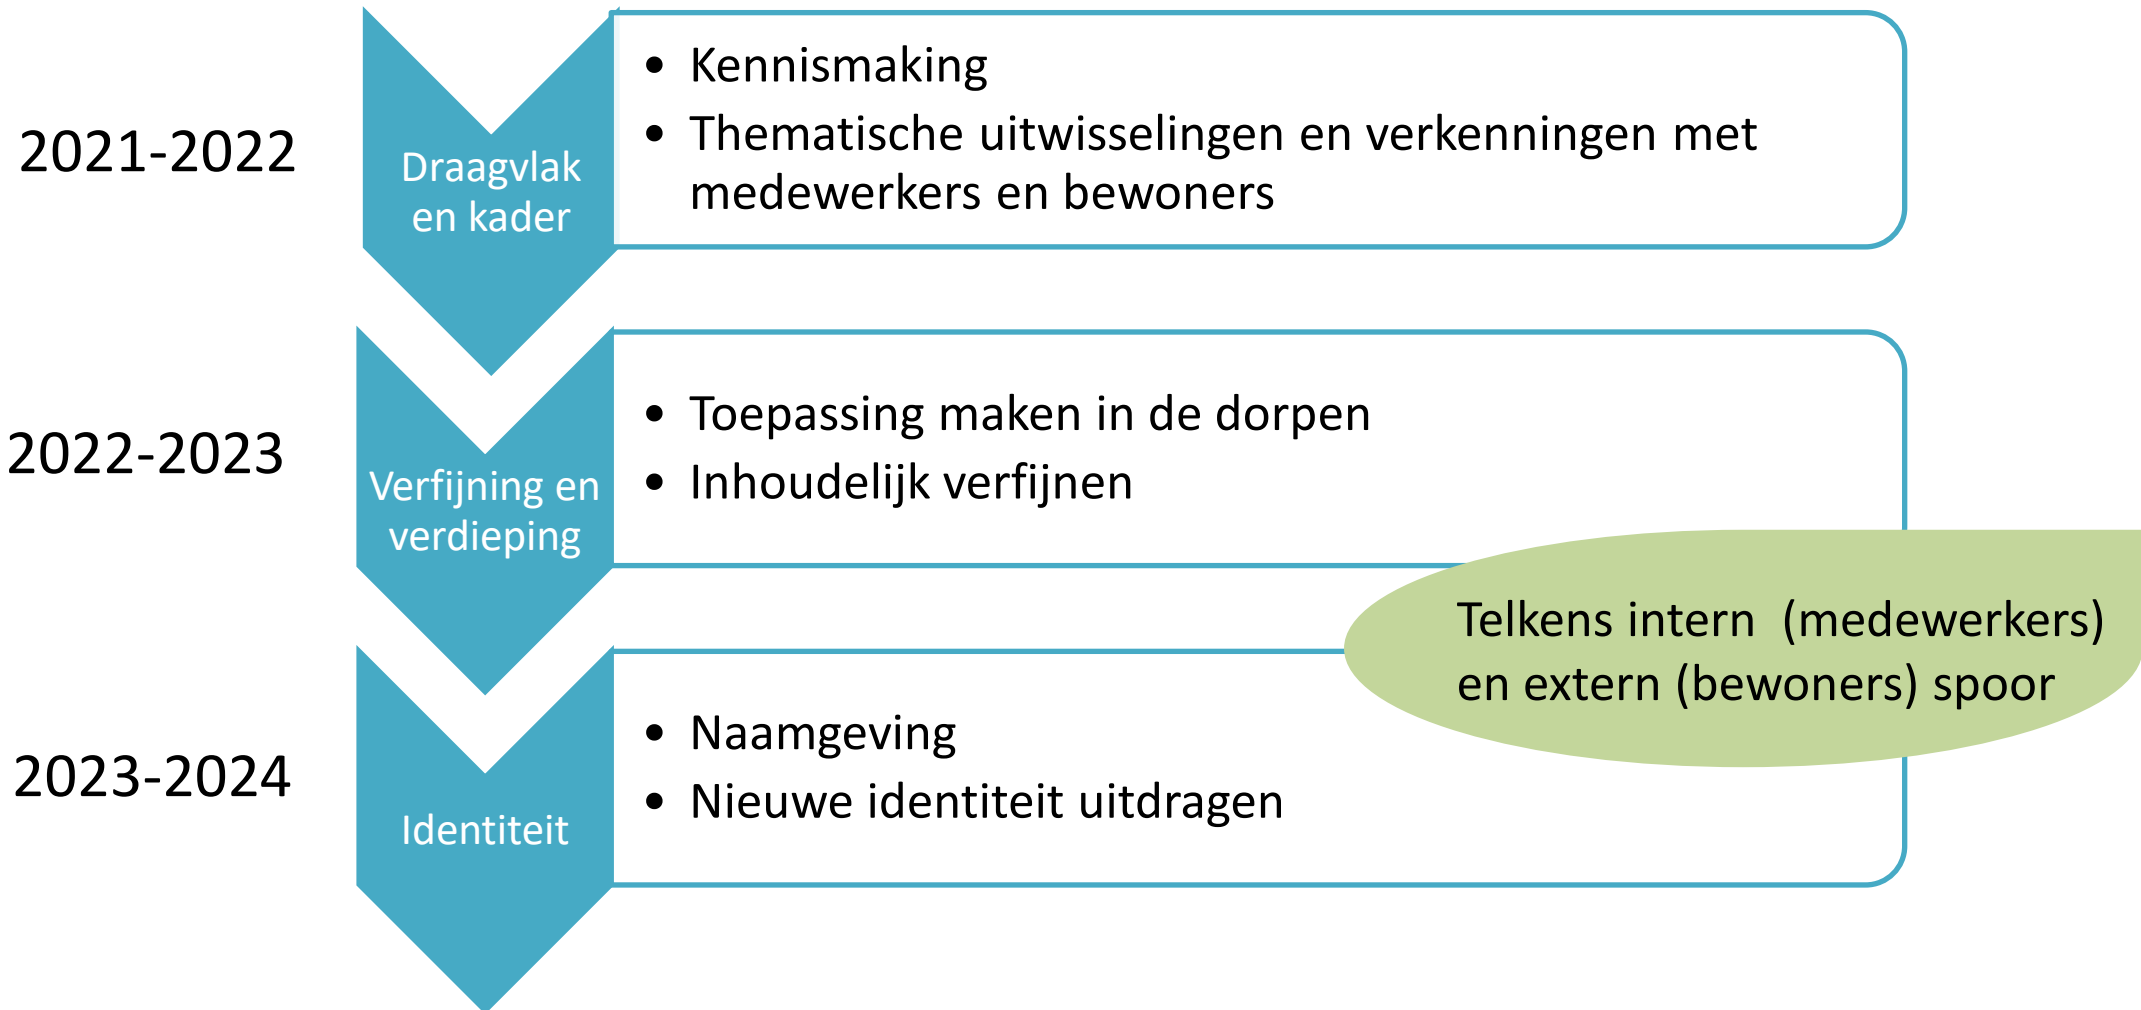 2021-2022
Draagvlak
en kader
• Kennismaking
• Thematische uitwisselingen en verkenningen met
medewerkers en bewoners
2022-2023
Verfijning en
verdieping
• Toepassing maken in de dorpen
• Inhoudelijk verfijnen
Telkens intern  (medewerkers)
en extern (bewoners) spoor
2023-2024
Identiteit
• Naamgeving
• Nieuwe identiteit uitdragen